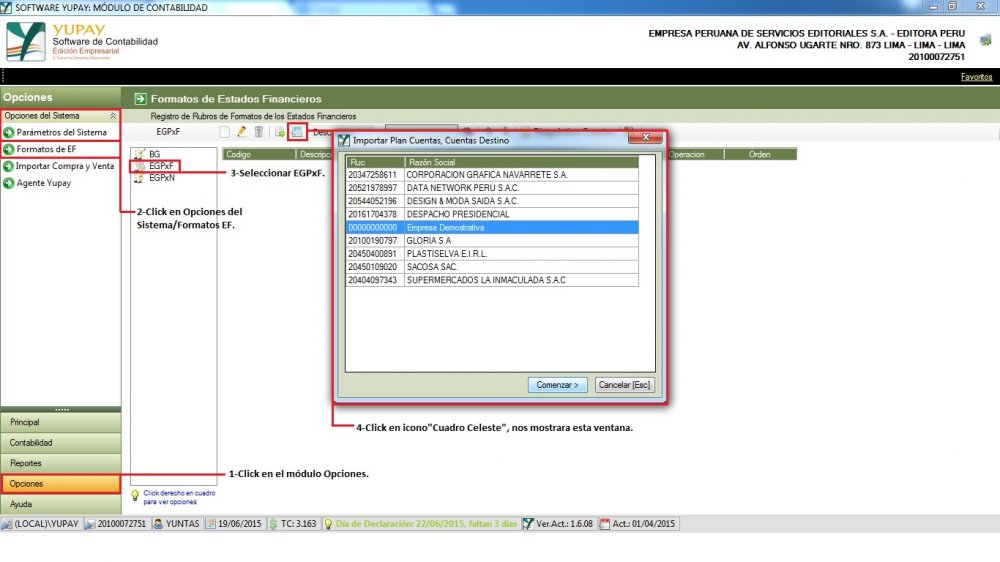 SOFTWARE YUPAY: MÓDULO DE CONTABILIDAD
YUPAY
Software de Contabilidad
Edición Empresarial
EMPRESA PERUANA DE SERVICIOS EDITORIALES S.A. - EDITORA PERU
AV. ALFONSO UGARTE NRO. 873 LIMA - LIMA - LIMA
20100072751
Favoritos
Opciones
Formatos de Estados Financieros
Opciones del Sistema
Registro de Rubros de Formatos de los Estados Financieros
Parámetros del Sistema
EGPxF
Formatos de EF
Importar Compra y Venta
Agente Yupay
BG
EGPxF
EGPxN
Codigo
Operacion
Orden
3-Seleccionar EGPxF.
2-Click en Opciones del
Sistema/Formatos EF.
Importar Plan Cuentas, Cuentas Destino
Ruc Razón Social
20347258611 CORPORACION GRAFICA NAVARRETE S.A.
20521978997 DATA NETWORK PERU S.A.C.
20544052196 DESIGN & MODA SAIDA S.A.C.
20161704378 DESPACHO PRESIDENCIAL
00000000000 Empresa Demostrativa
20100190797 GLORIA S A
20450400891 PLASTISELVA E.I.R.L.
20450109020 SACOSA SAC.
20404097343 SUPERMERCADOS LA INMACULADA S.A.C
Comenzar > Cancelar [Esc]
4-Click en icono"Cuadro Celeste", nos mostrara esta ventana.
Principal
Contabilidad
Reportes
Opciones
Ayuda
1-Click en el módulo Opciones.
Click derecho en cuadro
para ver opciones
(LOCAL)\YUPAY 20100072751 YUNTAS 19/06/2015 TC: 3.163 Día de Declaración: 22/06/2015, faltan 3 días Ver.Act.: 1.6.08 Act.: 01/04/2015